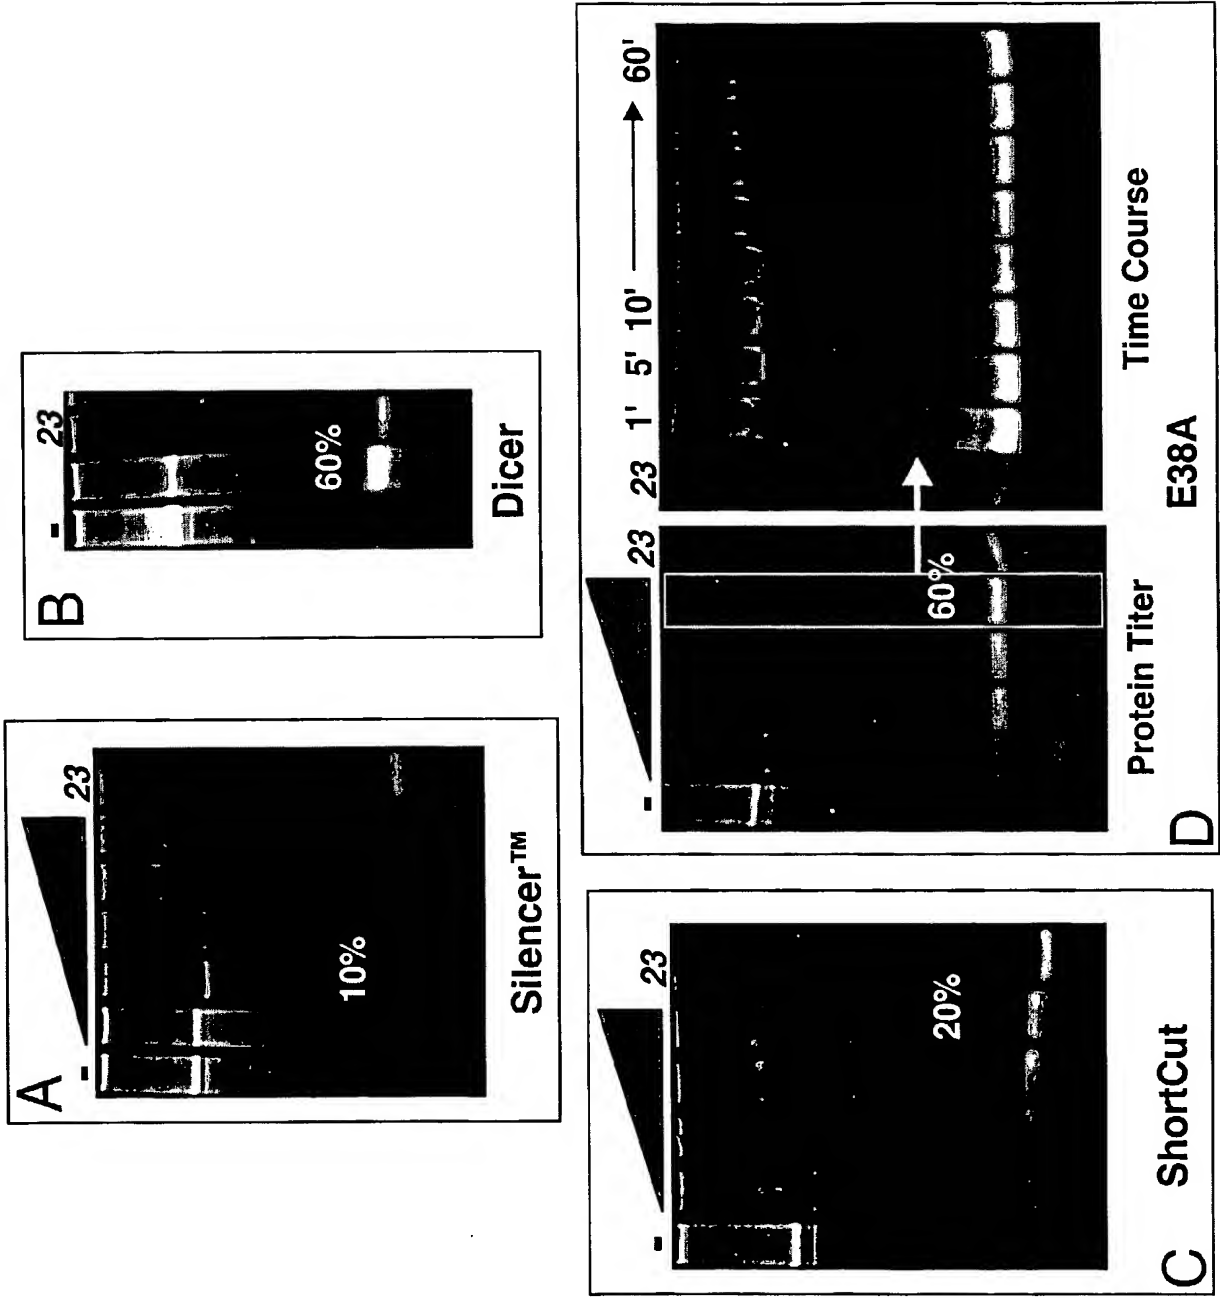 A
-
23
10%
Silencer™
B
-
23
60%
Dicer
C
-
23
20%
ShortCut
D
-
23
60%
Protein Titer
23
1'
5'
10'
60'
Time Course
E38A